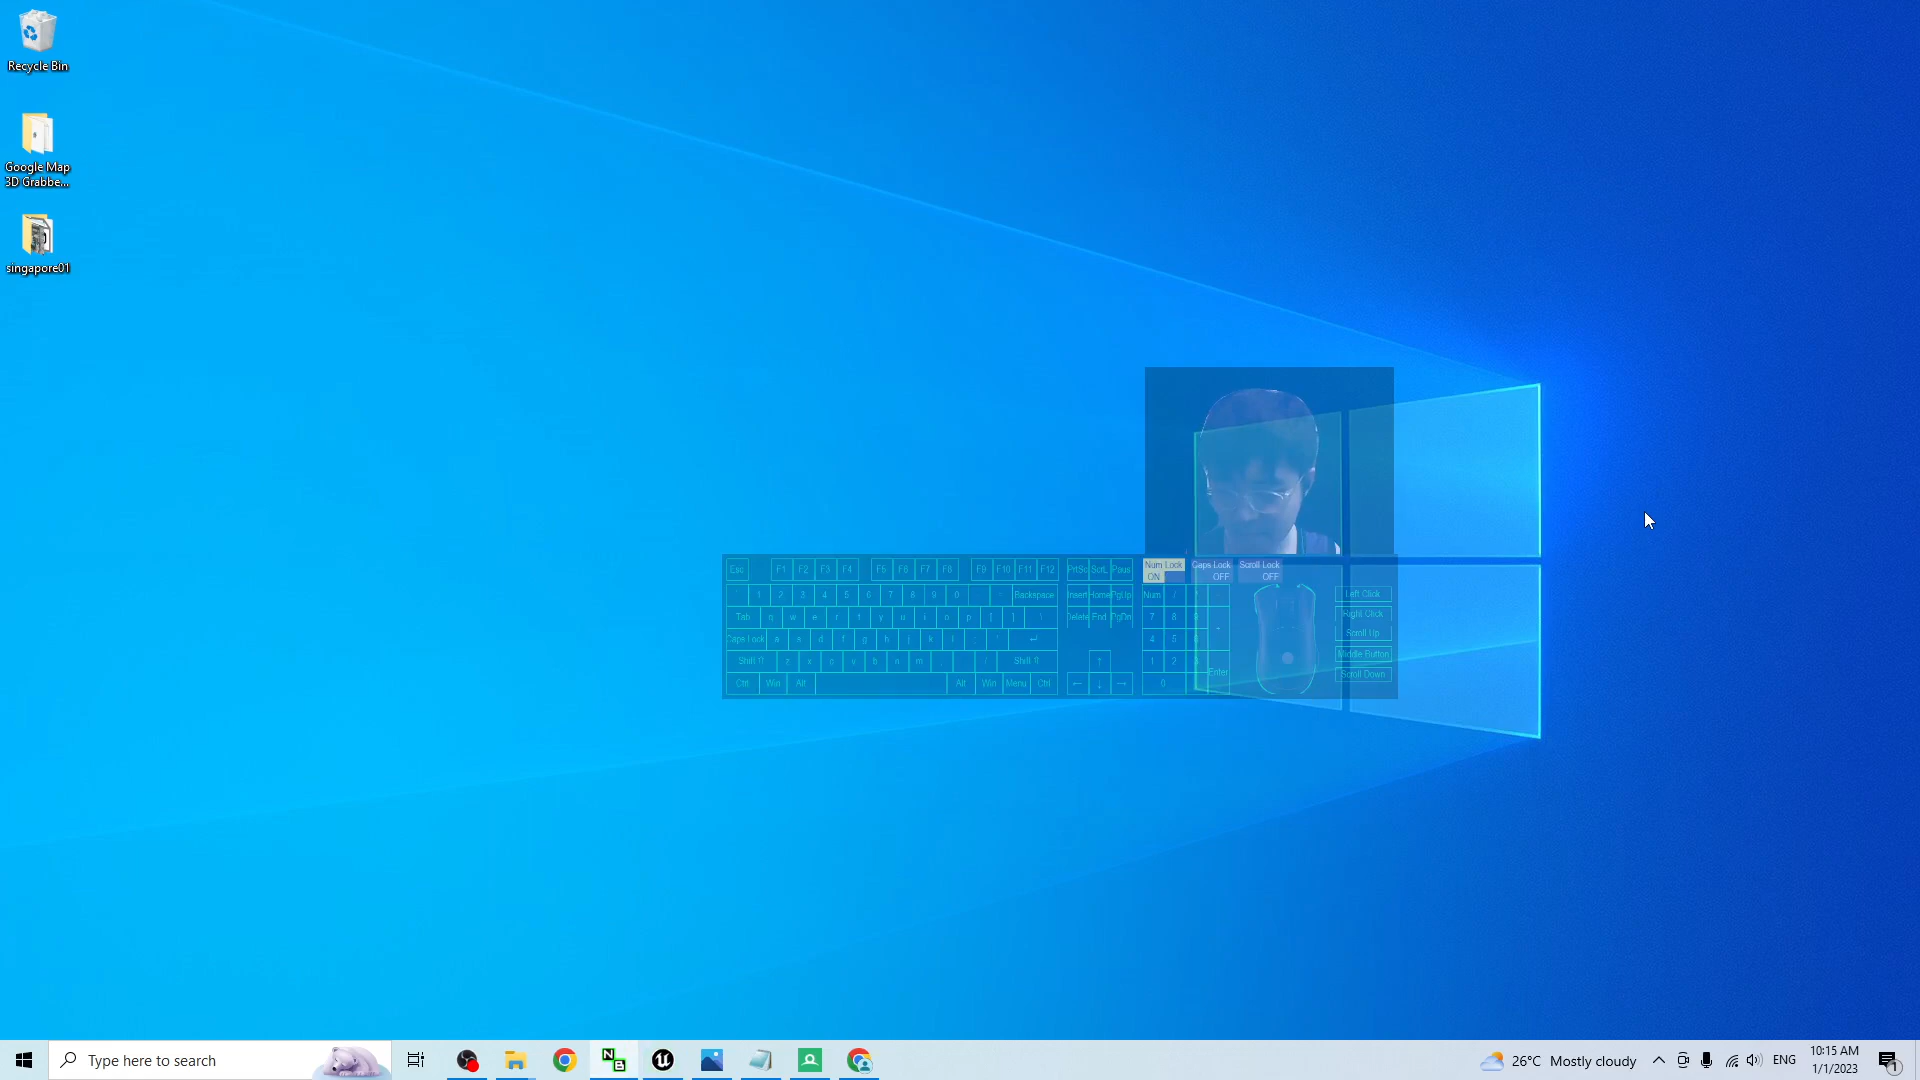 Recycle Bin
Google Map
3D Grabbe...
singapore01
Esc F1 F2 F3 F4 F5 F6 F7 F8 F9 F10 F11 F12 PrtSc ScrL Paus
Num Lock
ON
Caps Lock
OFF
Scroll Lock
OFF
1 2 3 4 5 6 7 8 9 0 Backspace Insert Home PgUp Num /
Tab q w e r t y u i o p [ ] \ Delete End PgDn 7 8
Caps Lock a s d f g h j k l ; ' ↵ 4 5
Shift ⇑ z x c v b n m , / Shift ⇑ ↑ 1 2 3 Enter
Ctrl Win Alt Alt Win Menu Ctrl ← ↓ → 0
Left Click
Right Click
Scroll Up
Middle Button
Scroll Down
Type here to search
26°C Mostly cloudy
ENG
10:15 AM
1/1/2023
1